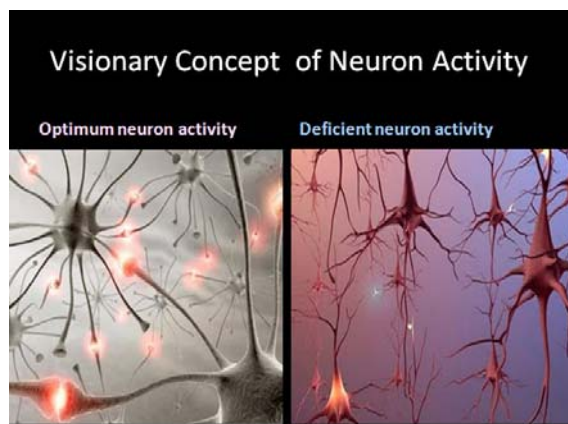 Visionary Concept of Neuron Activity
Optimum neuron activity
Deficient neuron activity